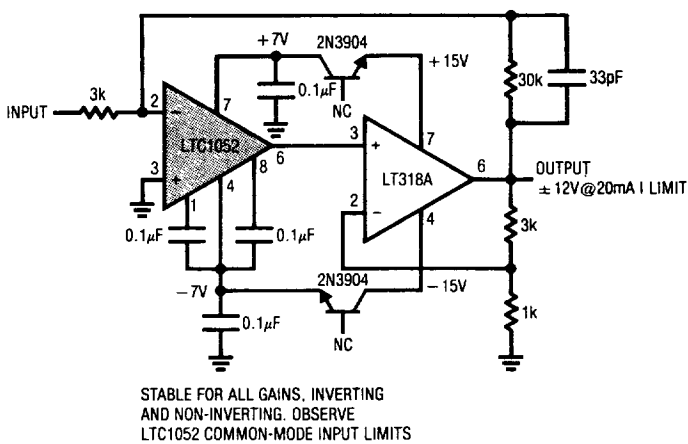 +7V
2N3904
+15V
3k
0.1µF
NC
30k
33pF
INPUT
2
7
3
LTC1052
6
8
4
1
3
7
+
−
LT318A
6
2
4
OUTPUT
±12V@20mA I LIMIT
0.1µF
0.1µF
3k
−7V
2N3904
−15V
0.1µF
NC
1k
STABLE FOR ALL GAINS, INVERTING
AND NON-INVERTING. OBSERVE
LTC1052 COMMON-MODE INPUT LIMITS